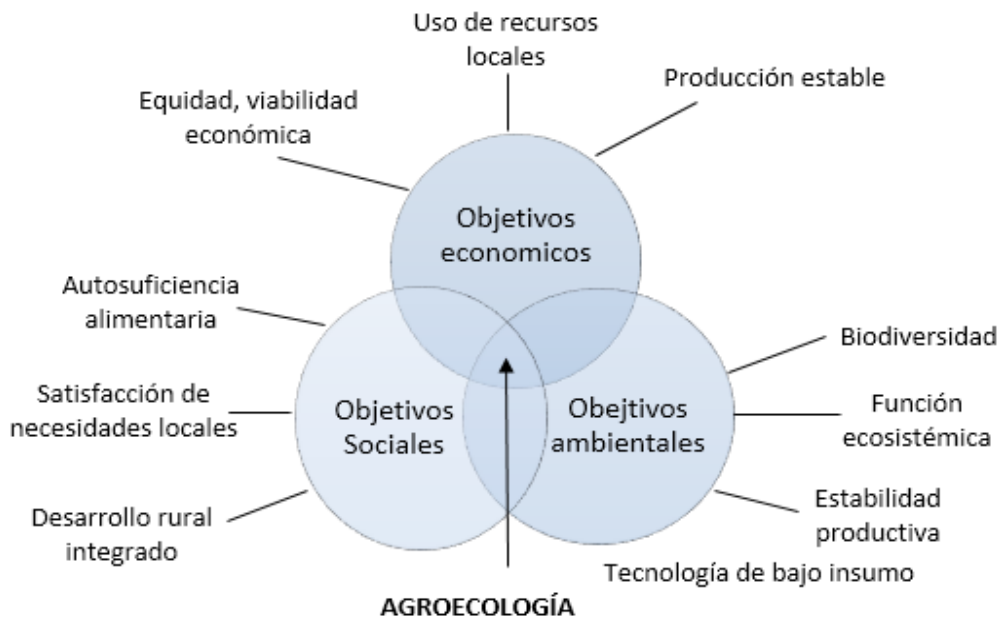 Uso de recursos
locales
Producción estable
Equidad, viabilidad
económica
Objetivos
economicos
Autosuficiencia
alimentaria
Biodiversidad
Satisfacción de
necesidades locales
Objetivos
Sociales
Obejtivos
ambientales
Función
ecosistémica
Desarrollo rural
integrado
Estabilidad
productiva
Tecnología de bajo insumo
AGROECOLOGÍA